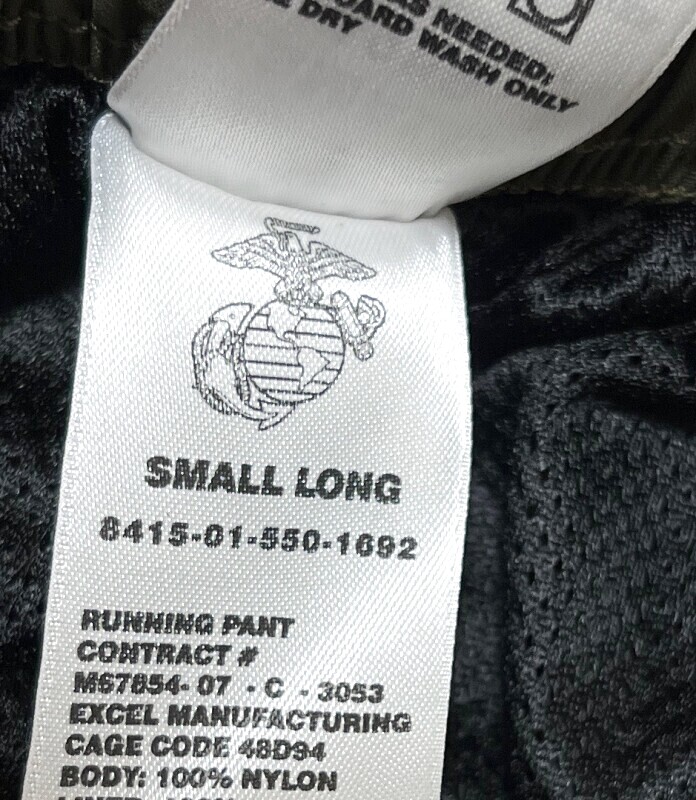 NEEDED:
WASH ONLY
DRY
SMALL LONG
8415-01-550-1692
RUNNING PANT
CONTRACT #
M67854-07 - C - 3053
EXCEL MANUFACTURING
CAGE CODE 48D94
BODY: 100% NYLON